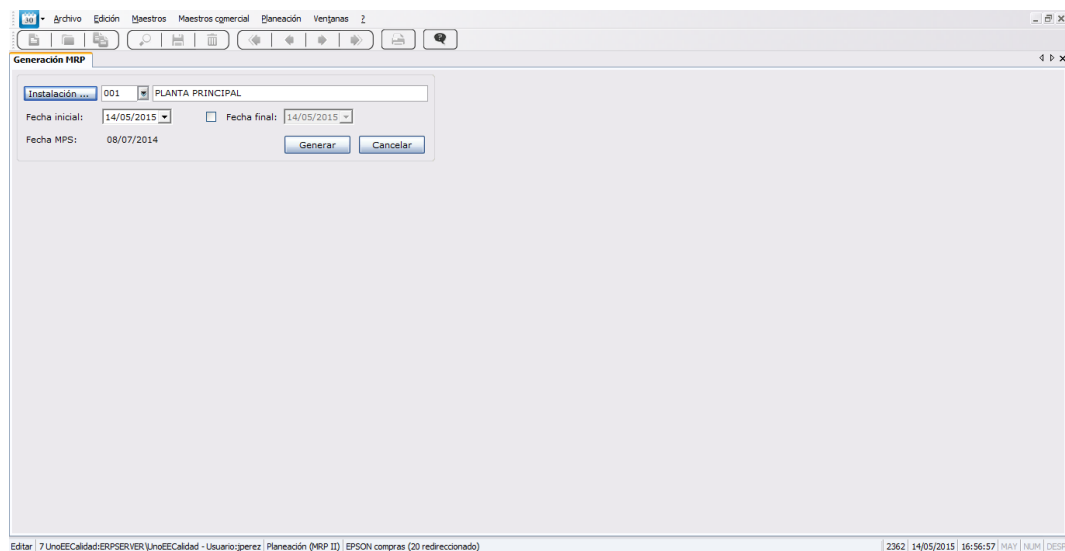 30 Archivo Edición Maestros Maestros comercial Planeación Ventanas ?
Generación MRP
Instalación ... 001 PLANTA PRINCIPAL
Fecha inicial: 14/05/2015 Fecha final: 14/05/2015
Fecha MPS: 08/07/2014 Generar Cancelar
Editar 7 UnoEECalidad:ERPSERVER\UnoEECalidad - Usuario:jperez Planeación (MRP II) EPSON compras (20 redireccionado) 2362 14/05/2015 16:56:57 MAY NUM DESP